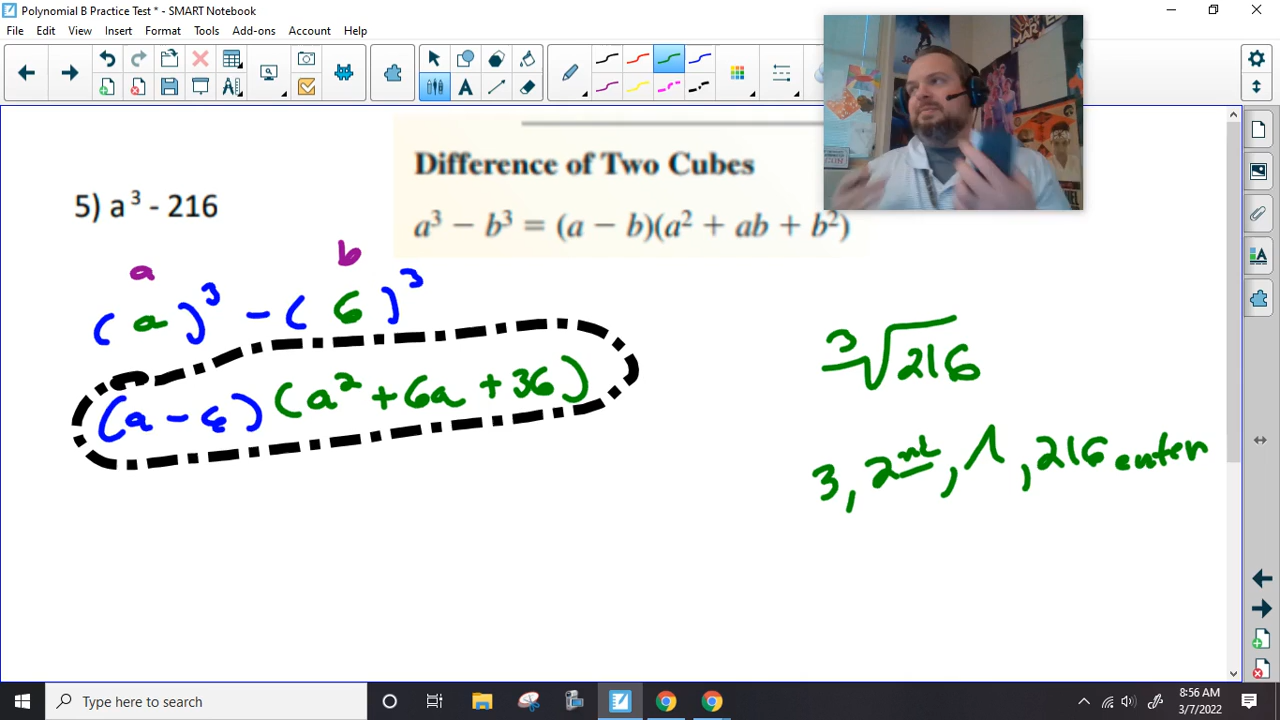 Polynomial B Practice Test * - SMART Notebook
File Edit View Insert Format Tools Add-ons Account Help
Difference of Two Cubes
a³ − b³ = (a − b)(a² + ab + b²)
5) a³ - 216
a b
(a)³ - (6)³
(a - 6)(a² + 6a + 36)
³√216
3, 2nd, ^, 216 enter
Type here to search
8:56 AM
3/7/2022